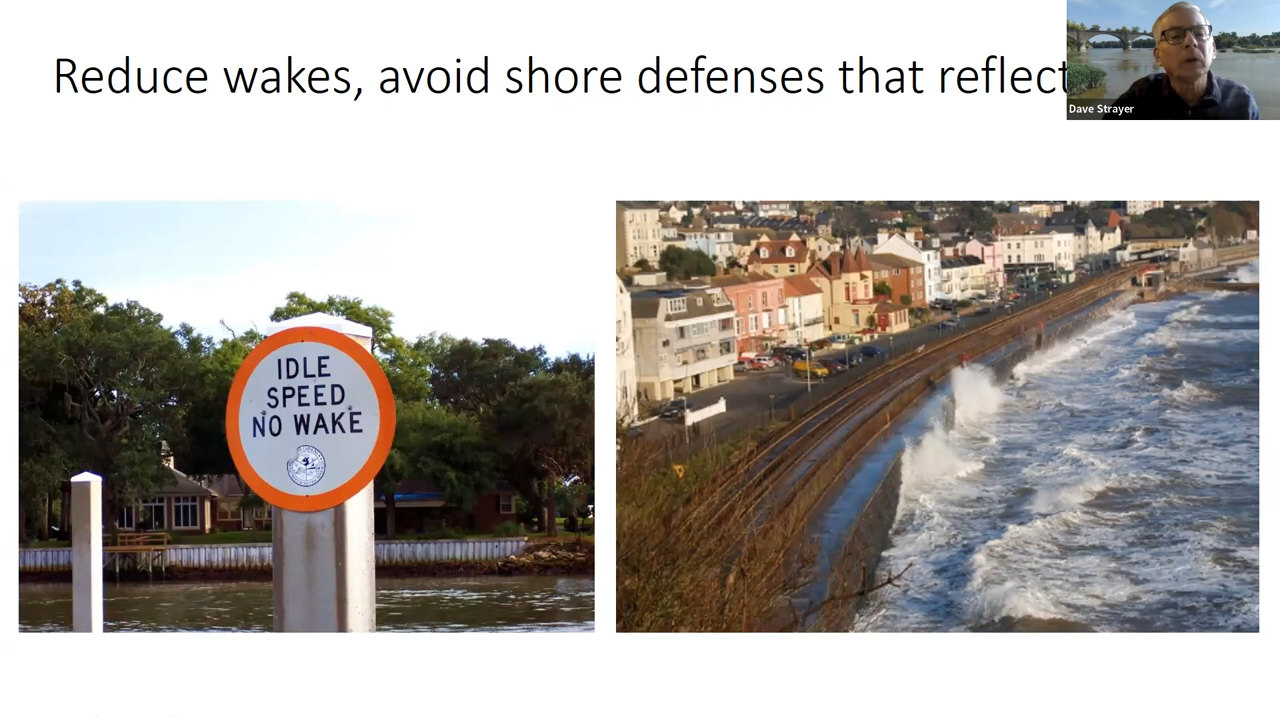 Reduce wakes, avoid shore defenses that reflect
Dave Strayer
IDLE
SPEED
NO WAKE